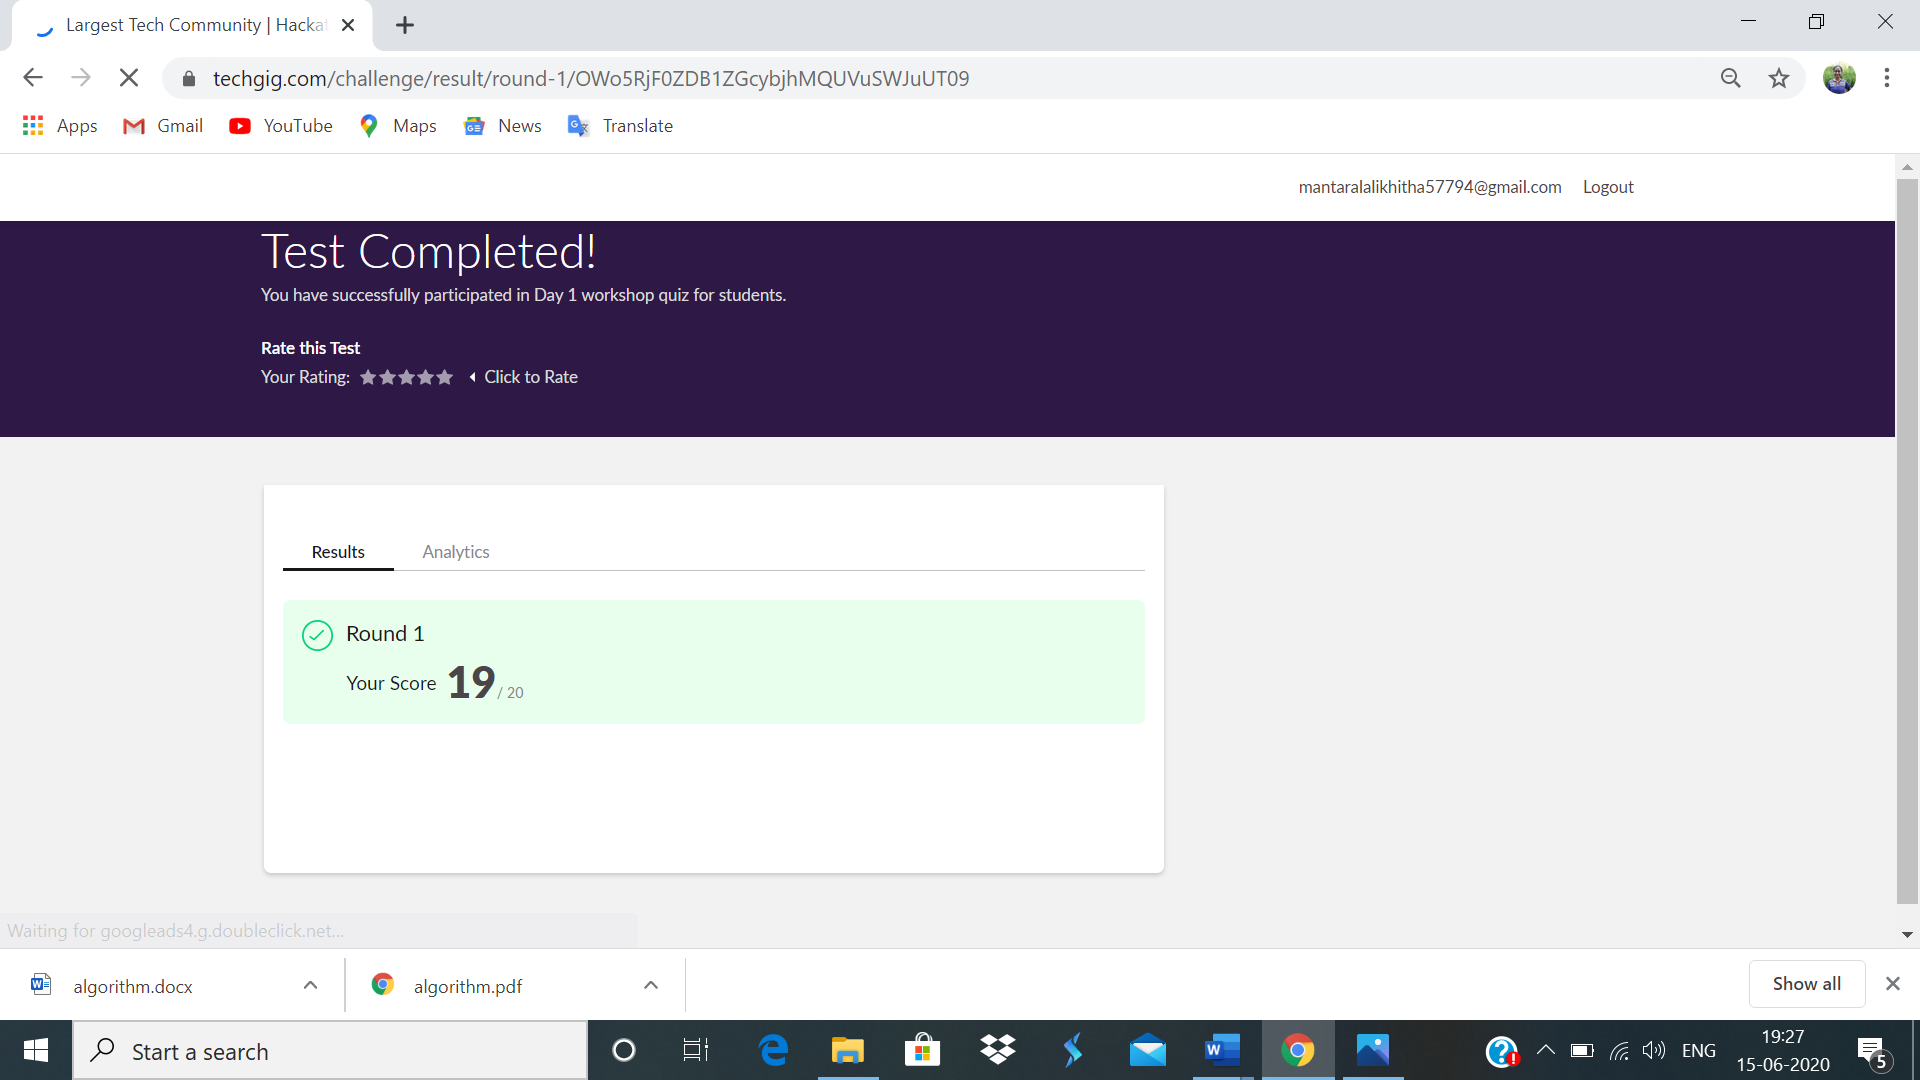 Largest Tech Community | Hacka
techgig.com/challenge/result/round-1/OWo5RjF0ZDB1ZGcybjhMQUVuSWJuUT09
Apps Gmail YouTube Maps News Translate
mantaralalikhitha57794@gmail.com Logout
Test Completed!
You have successfully participated in Day 1 workshop quiz for students.
Rate this Test
Your Rating: Click to Rate
Results Analytics
Round 1
Your Score 19 / 20
Waiting for googleads4.g.doubleclick.net...
algorithm.docx algorithm.pdf Show all
Start a search ENG 19:27
15-06-2020 5